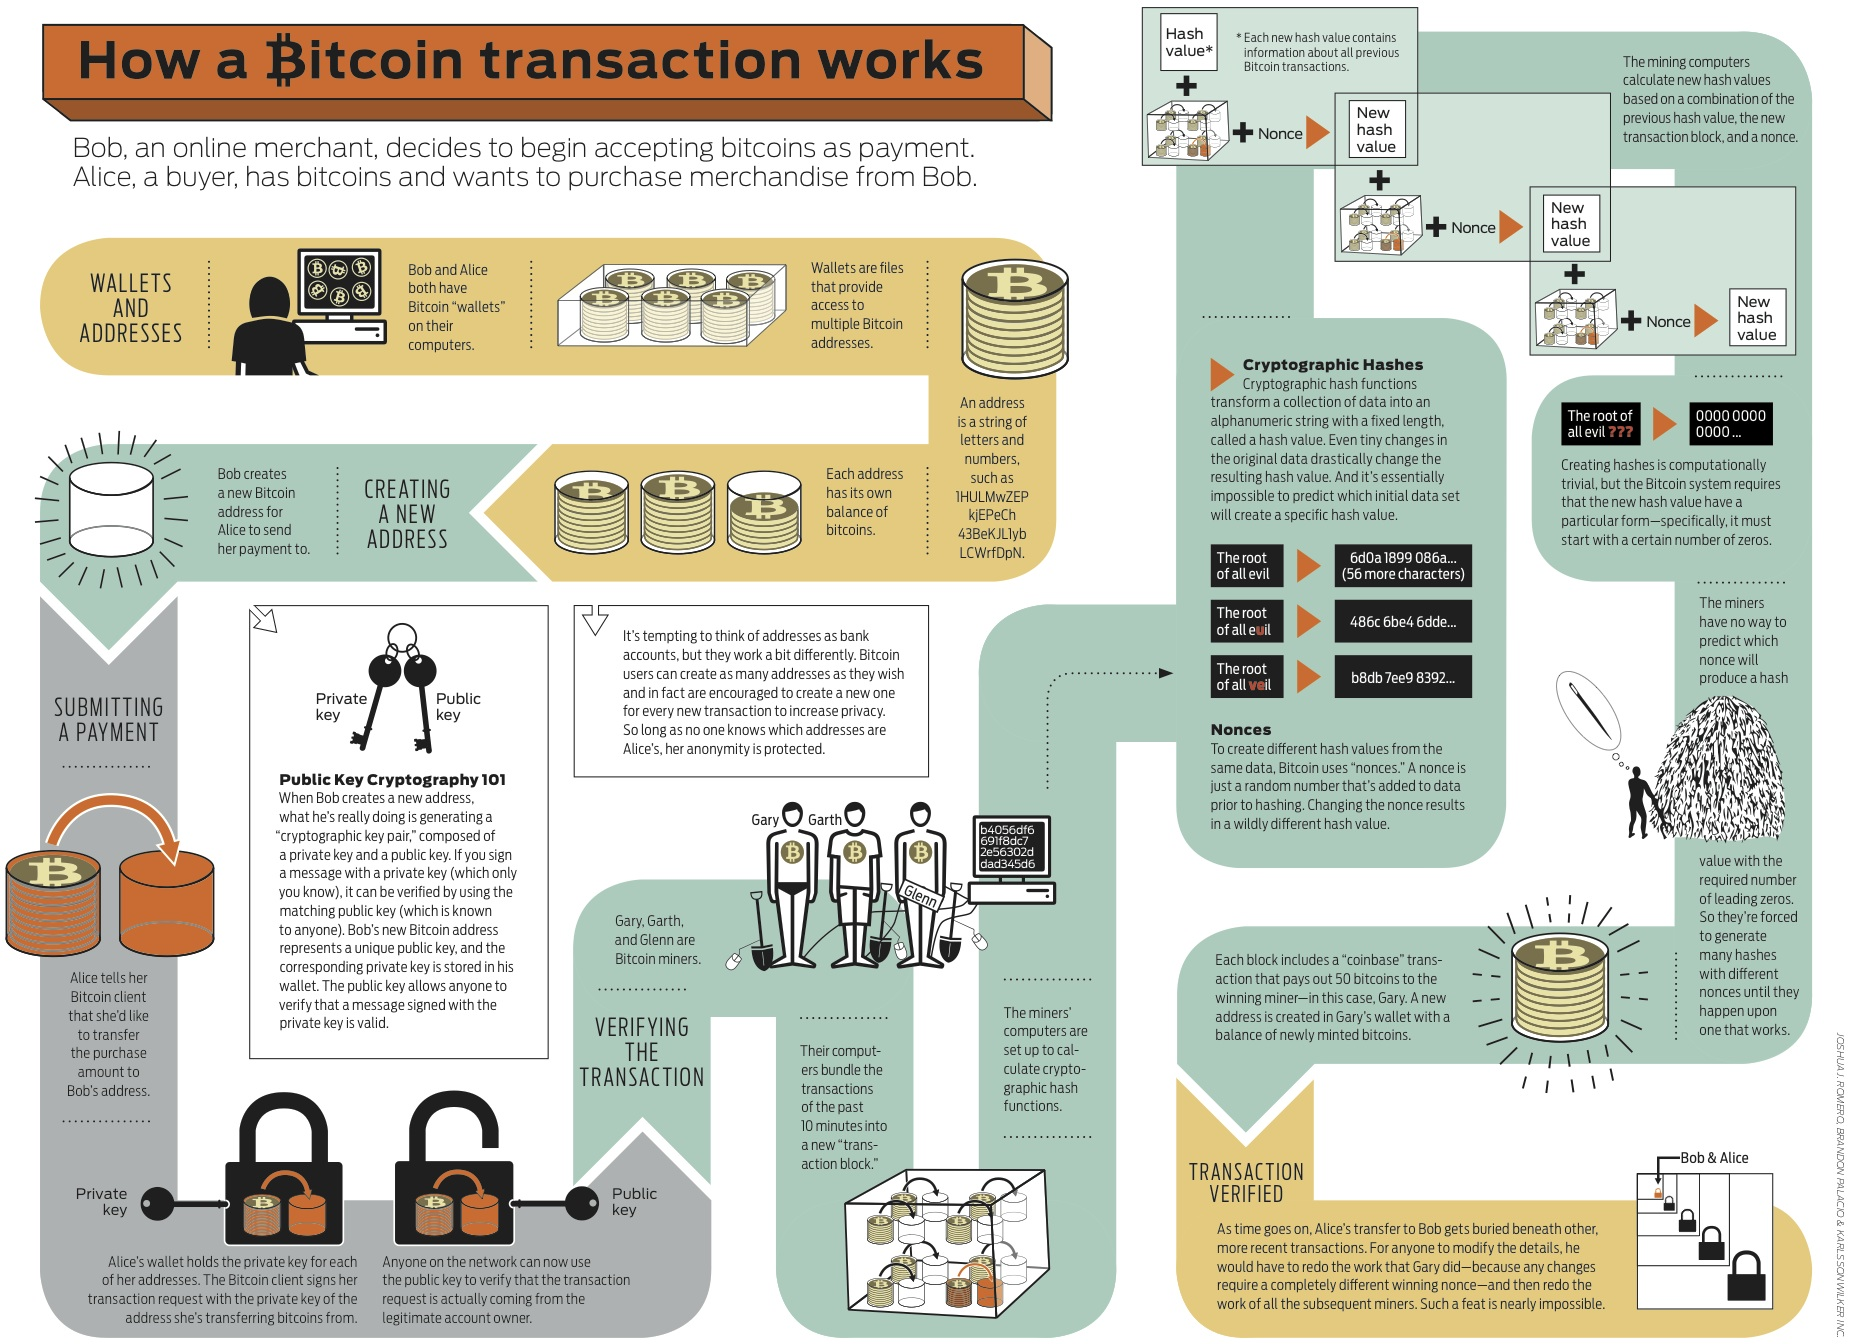 How a Bitcoin transaction works
Bob, an online merchant, decides to begin accepting bitcoins as payment.
Alice, a buyer, has bitcoins and wants to purchase merchandise from Bob.
WALLETS
AND
ADDRESSES
Bob and Alice
both have
Bitcoin “wallets”
on their
computers.
Wallets are files
that provide
access to
multiple Bitcoin
addresses.
An address
is a string of
letters and
numbers,
such as
1HULMwZEP
kjEPeCh
43BeKJL1yb
LCWrfDpN.
Each address
has its own
balance of
bitcoins.
CREATING
A NEW
ADDRESS
Bob creates
a new Bitcoin
address for
Alice to send
her payment to.
Private
key
Public
key
Public Key Cryptography 101
When Bob creates a new address,
what he’s really doing is generating a
“cryptographic key pair,” composed of
a private key and a public key. If you sign
a message with a private key (which only
you know), it can be verified by using the
matching public key (which is known
to anyone). Bob’s new Bitcoin address
represents a unique public key, and the
corresponding private key is stored in his
wallet. The public key allows anyone to
verify that a message signed with the
private key is valid.
It’s tempting to think of addresses as bank
accounts, but they work a bit differently. Bitcoin
users can create as many addresses as they wish
and in fact are encouraged to create a new one
for every new transaction to increase privacy.
So long as no one knows which addresses are
Alice’s, her anonymity is protected.
SUBMITTING
A PAYMENT
Alice tells her
Bitcoin client
that she’d like
to transfer
the purchase
amount to
Bob’s address.
Private
key
Public
key
Alice’s wallet holds the private key for each
of her addresses. The Bitcoin client signs her
transaction request with the private key of the
address she’s transferring bitcoins from.
Anyone on the network can now use
the public key to verify that the transaction
request is actually coming from the
legitimate account owner.
VERIFYING
THE
TRANSACTION
Gary, Garth,
and Glenn are
Bitcoin miners.
Gary
Garth
Glenn
b4056df6
691f8dc7
2e56302d
dad345d6
Their comput-
ers bundle the
transactions
of the past
10 minutes into
a new “trans-
action block.”
The miners’
computers are
set up to cal-
culate crypto-
graphic hash
functions.
Cryptographic Hashes
Cryptographic hash functions
transform a collection of data into an
alphanumeric string with a fixed length,
called a hash value. Even tiny changes in
the original data drastically change the
resulting hash value. And it’s essentially
impossible to predict which initial data set
will create a specific hash value.
The root
of all evil
6d0a 1899 086a...
(56 more characters)
The root
of all euil
486c 6be4 6dde...
The root
of all veil
b8db 7ee9 8392...
Nonces
To create different hash values from the
same data, Bitcoin uses “nonces.” A nonce is
just a random number that’s added to data
prior to hashing. Changing the nonce results
in a wildly different hash value.
Hash
value*
* Each new hash value contains
information about all previous
Bitcoin transactions.
Nonce
New
hash
value
Nonce
New
hash
value
Nonce
New
hash
value
The mining computers
calculate new hash values
based on a combination of the
previous hash value, the new
transaction block, and a nonce.
The root of
all evil ???
0000 0000
0000 ...
Creating hashes is computationally
trivial, but the Bitcoin system requires
that the new hash value have a
particular form—specifically, it must
start with a certain number of zeros.
The miners
have no way to
predict which
nonce will
produce a hash
value with the
required number
of leading zeros.
So they’re forced
to generate
many hashes
with different
nonces until they
happen upon
one that works.
Each block includes a “coinbase” trans-
action that pays out 50 bitcoins to the
winning miner—in this case, Gary. A new
address is created in Gary’s wallet with a
balance of newly minted bitcoins.
TRANSACTION
VERIFIED
As time goes on, Alice’s transfer to Bob gets buried beneath other,
more recent transactions. For anyone to modify the details, he
would have to redo the work that Gary did—because any changes
require a completely different winning nonce—and then redo the
work of all the subsequent miners. Such a feat is nearly impossible.
Bob & Alice
JOSHUA J. ROMERO, BRANDON PALACIO & KARLSSONWILKER INC.